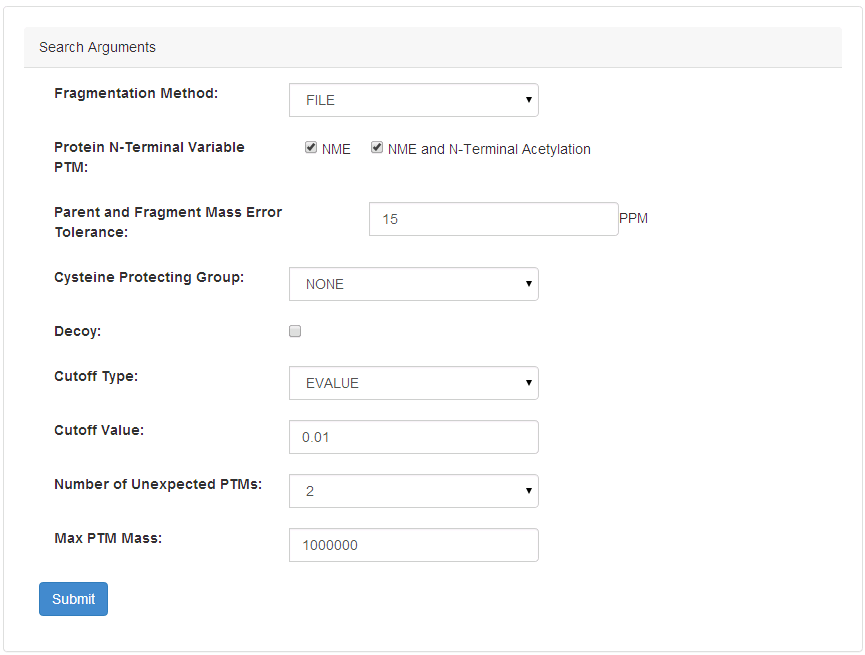 Search Arguments
Fragmentation Method:
FILE
Protein N-Terminal Variable
PTM:
NME NME and N-Terminal Acetylation
Parent and Fragment Mass Error
Tolerance:
15 PPM
Cysteine Protecting Group:
NONE
Decoy:
Cutoff Type:
EVALUE
Cutoff Value:
0.01
Number of Unexpected PTMs:
2
Max PTM Mass:
1000000
Submit